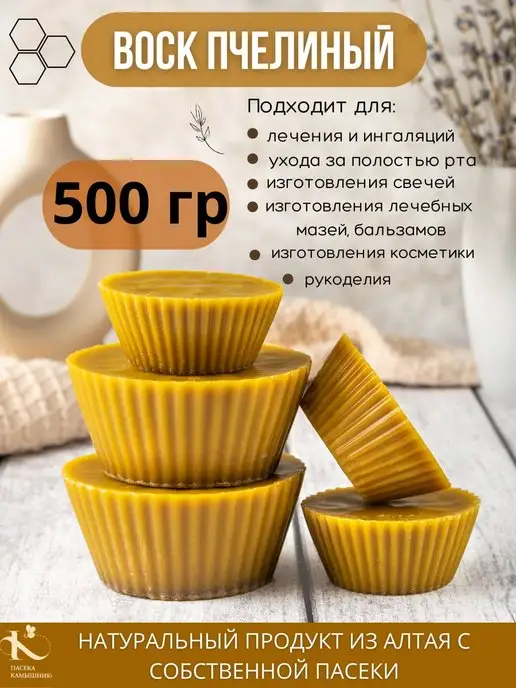 ВОСК ПЧЕЛИНЫЙ
Подходит для:
лечения и ингаляций
ухода за полостью рта
500 гр
изготовления свечей
изготовления лечебных
мазей, бальзамов
изготовления косметики
рукоделия
НАТУРАЛЬНЫЙ ПРОДУКТ ИЗ АЛТАЯ С
СОБСТВЕННОЙ ПАСЕКИ
ПАСЕКА